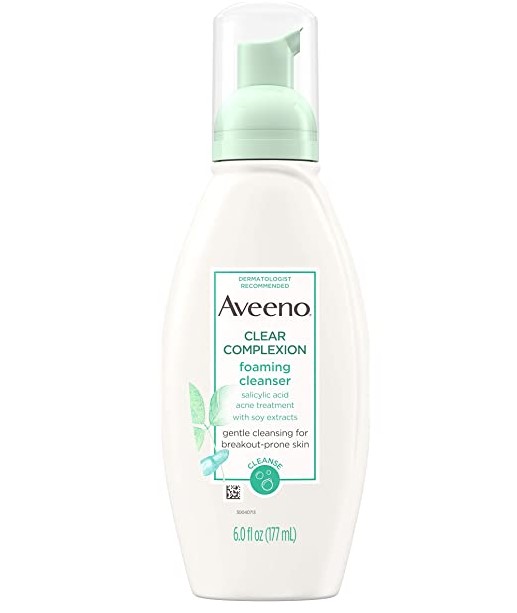 DERMATOLOGIST
RECOMMENDED
Aveeno®
CLEAR
COMPLEXION
foaming
cleanser
salicylic acid
acne treatment
with soy extracts
gentle cleansing for
breakout-prone skin
CLEANSE
6.0 fl oz (177 mL)